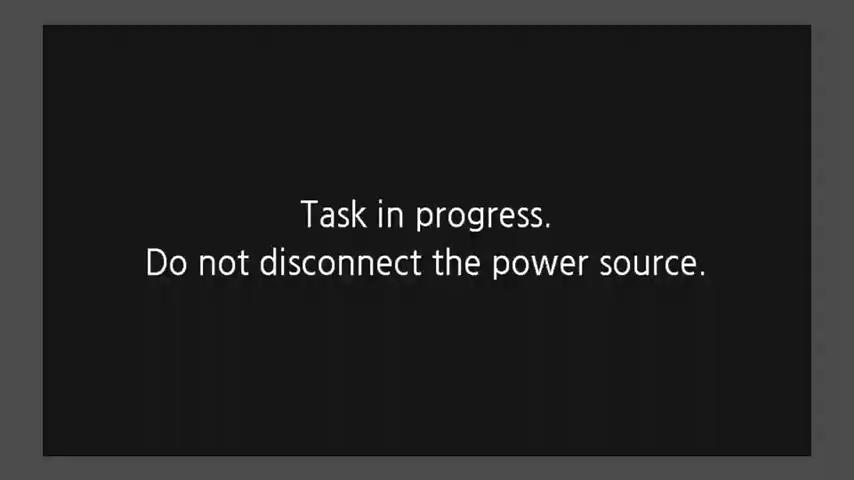 Task in progress.
Do not disconnect the power source.